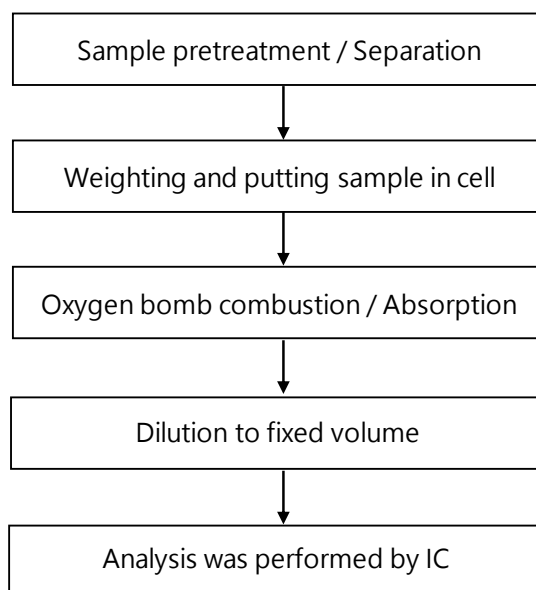 Sample pretreatment / Separation
Weighting and putting sample in cell
Oxygen bomb combustion / Absorption
Dilution to fixed volume
Analysis was performed by IC